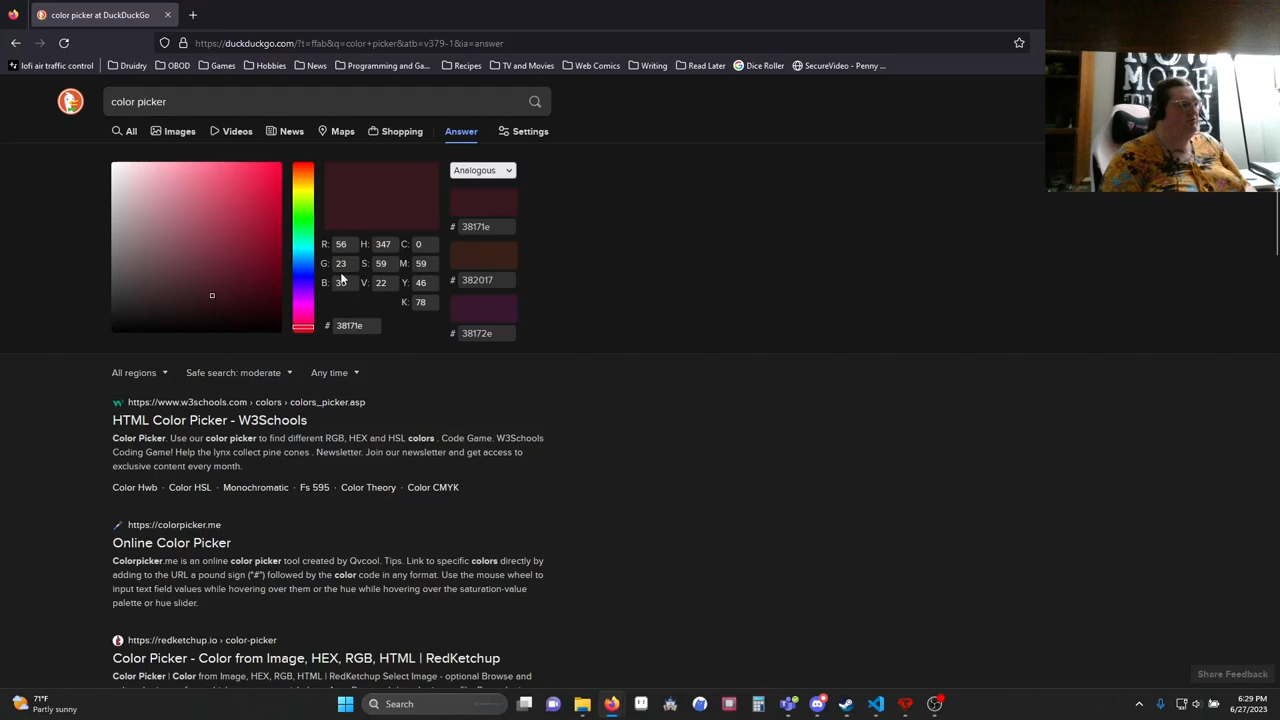 color picker at DuckDuckGo
https://duckduckgo.com/?t=ffab&q=color+picker&atb=v379-1&ia=answer
lofi air traffic control
Druidry
OBOD
Games
Hobbies
News
Programming and Ga...
Recipes
TV and Movies
Web Comics
Writing
Read Later
Dice Roller
SecureVideo - Penny ...
NOW
MORE
color picker
All
Images
Videos
News
Maps
Shopping
Answer
Settings
Analogous
R: 56 H: 347 C: 0
G: 23 S: 59 M: 59
B: V: 22 Y: 46
K: 78
# 38171e
# 38171e
# 382017
# 38172e
All regions
Safe search: moderate
Any time
https://www.w3schools.com › colors › colors_picker.asp
HTML Color Picker - W3Schools
Color Picker. Use our color picker to find different RGB, HEX and HSL colors . Code Game. W3Schools
Coding Game! Help the lynx collect pine cones . Newsletter. Join our newsletter and get access to
exclusive content every month.
Color Hwb · Color HSL · Monochromatic · Fs 595 · Color Theory · Color CMYK
https://colorpicker.me
Online Color Picker
Colorpicker.me is an online color picker tool created by Qvcool. Tips. Link to specific colors directly by
adding to the URL a pound sign ("#") followed by the color code in any format. Use the mouse wheel to
input text field values while hovering over them or the hue while hovering over the saturation-value
palette or hue slider.
https://redketchup.io › color-picker
Color Picker - Color from Image, HEX, RGB, HTML | RedKetchup
Color Picker | Color from Image, HEX, RGB, HTML | RedKetchup Select Image - optional Browse and
Share Feedback
71°F
Partly sunny
Search
6:29 PM
6/27/2023